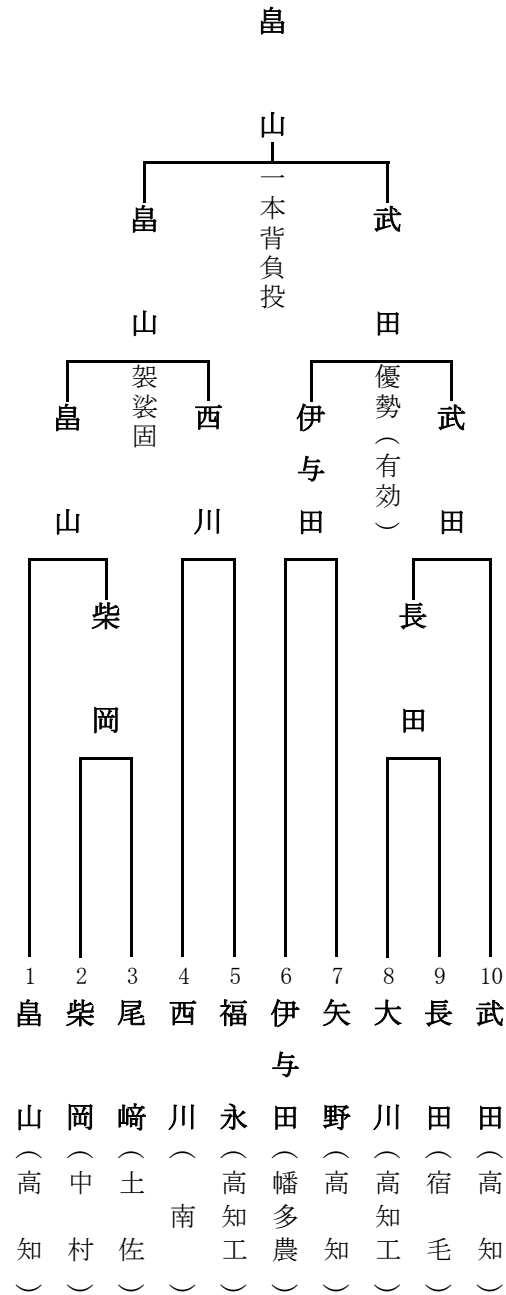 畠山
一本背負投
畠山
武田
袈裟固
優勢（有効）
畠山
西川
伊与田
武田
柴岡
長田
1 2 3 4 5 6 7 8 9 10
畠山（高知）
柴岡（中村）
尾﨑（土佐）
西川（南）
福永（高知工）
伊与田（幡多農）
矢野（高知）
大川（高知工）
長田（宿毛）
武田（高知）